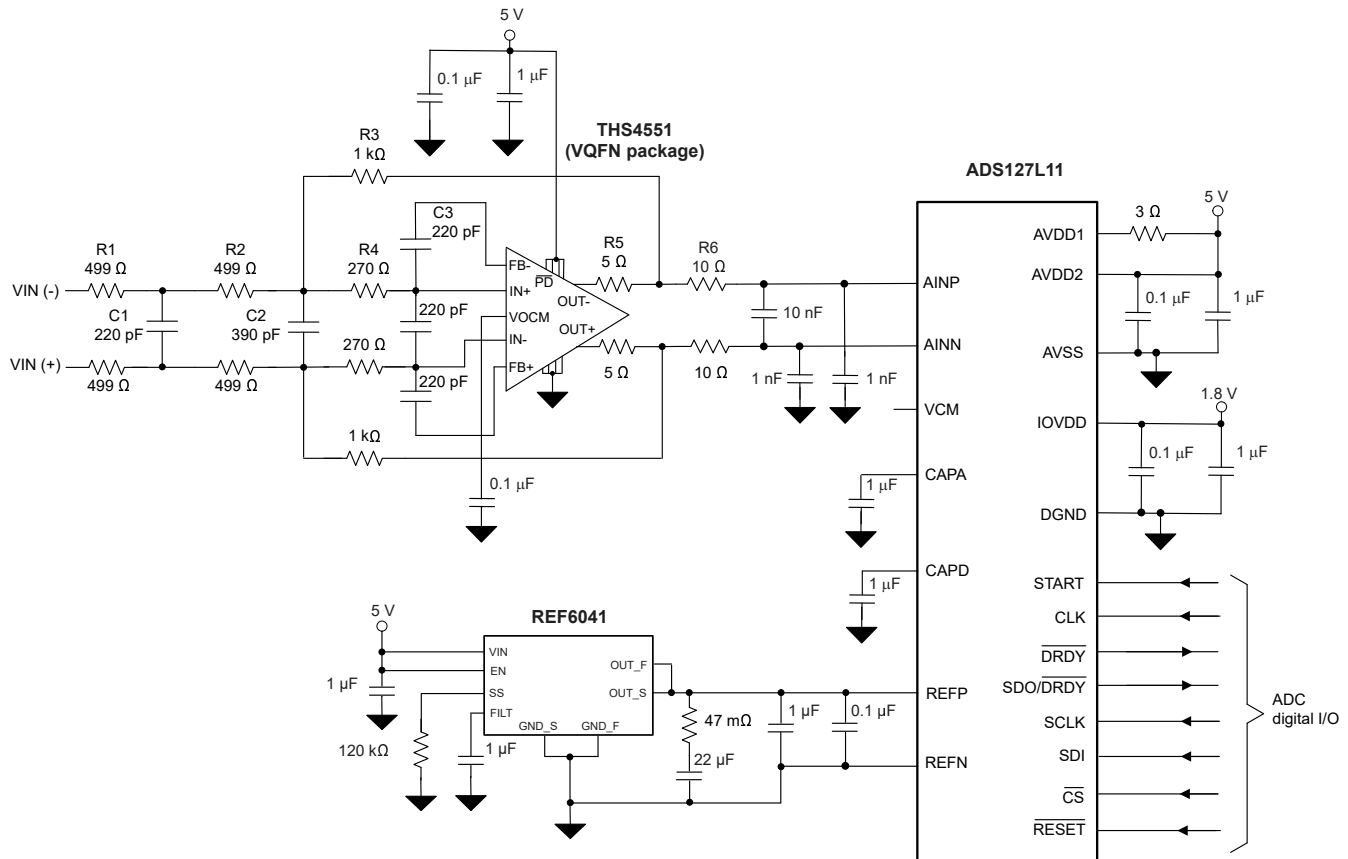 5 V
0.1 μF
1 μF
THS4551
(VQFN package)
R3
1 kΩ
C3
220 pF
R1
499 Ω
R2
499 Ω
R4
270 Ω
VIN (-)
C1
220 pF
C2
390 pF
220 pF
VIN (+)
499 Ω
499 Ω
270 Ω
220 pF
1 kΩ
FB-
IN+
VOCM
IN-
FB+
PD
OUT-
OUT+
0.1 μF
R5
5 Ω
R6
10 Ω
10 nF
5 Ω
10 Ω
1 nF
1 nF
ADS127L11
AINP
AINN
VCM
CAPA
1 μF
CAPD
1 μF
REFP
REFN
AVDD1
AVDD2
AVSS
IOVDD
DGND
START
CLK
DRDY
SDO/DRDY
SCLK
SDI
CS
RESET
3 Ω
5 V
0.1 μF
1 μF
1.8 V
0.1 μF
1 μF
ADC
digital I/O
REF6041
5 V
1 μF
120 kΩ
1 μF
VIN
EN
SS
FILT
GND_S
GND_F
OUT_F
OUT_S
47 mΩ
22 μF
1 μF
0.1 μF